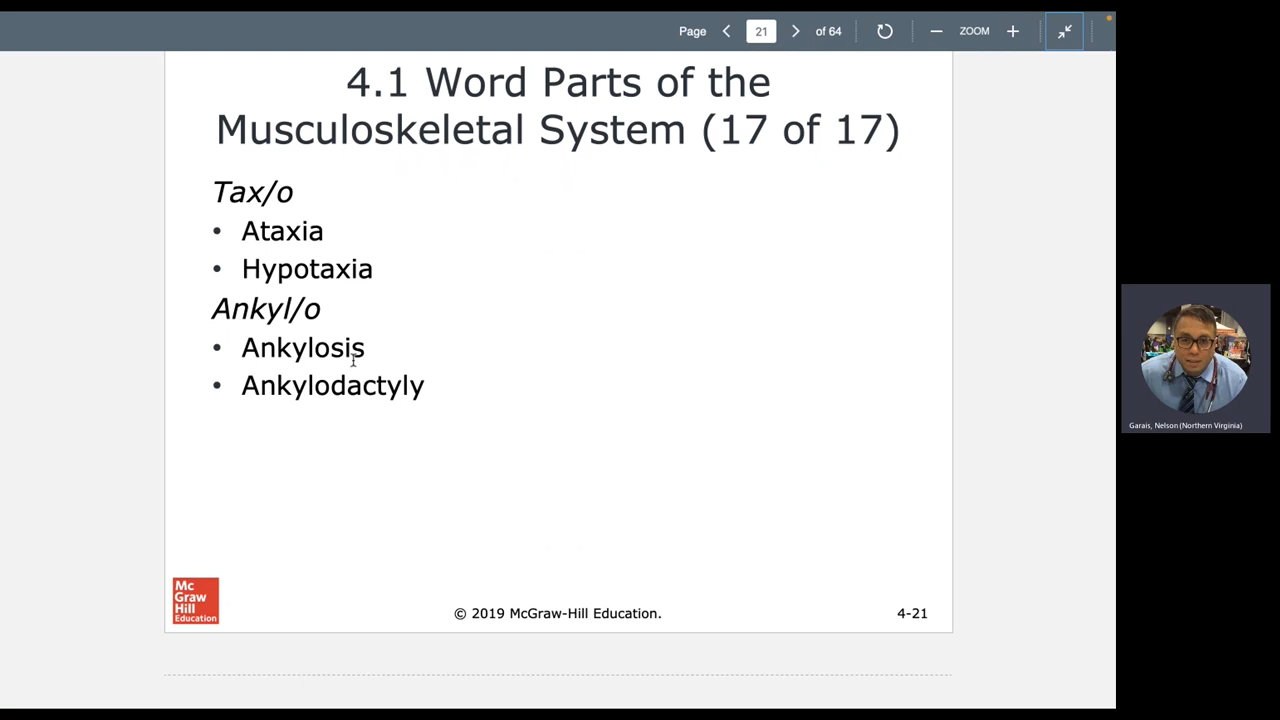 Page 21 of 64 ZOOM
4.1 Word Parts of the
Musculoskeletal System (17 of 17)
Tax/o
• Ataxia
• Hypotaxia
Ankyl/o
• Ankylosis
• Ankylodactyly
Mc
Graw
Hill
Education
© 2019 McGraw-Hill Education.
4-21
Garais, Nelson (Northern Virginia)